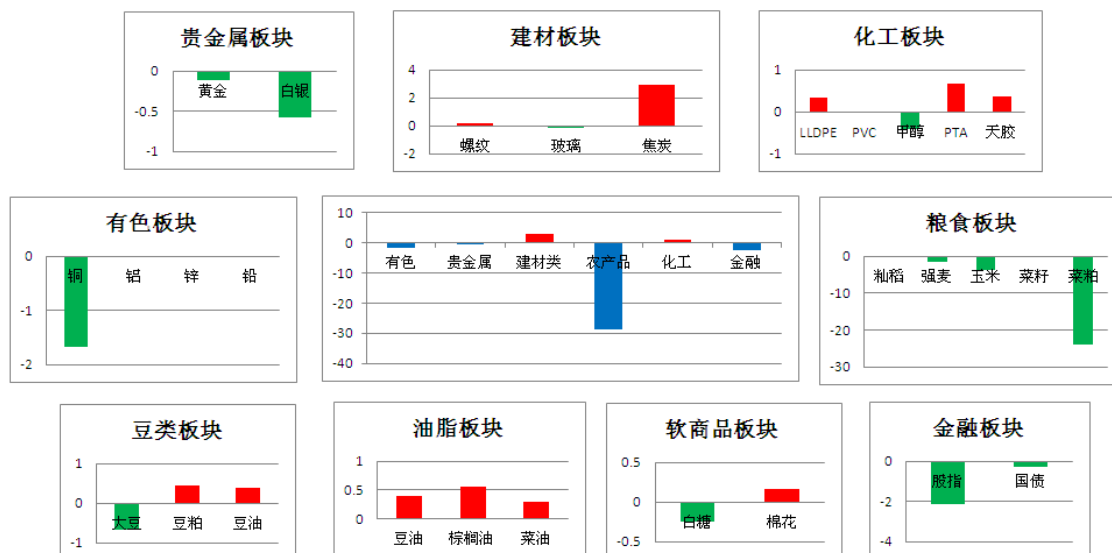 贵金属板块
0
-0.5
-1
黄金 白银
建材板块
4
2
0
-2
螺纹 玻璃 焦炭
化工板块
1
0
-1
LLDPE PVC 甲醇 PTA 天胶
有色板块
0
-1
-2
铜 铝 锌 铅
10
0
-10
-20
-30
-40
有色 贵金属 建材类 农产品 化工 金融
粮食板块
0
-10
-20
-30
籼稻 强麦 玉米 菜籽 菜粕
豆类板块
1
0
-1
大豆 豆粕 豆油
油脂板块
1
0.5
0
豆油 棕榈油 菜油
软商品板块
0.5
0
-0.5
白糖 棉花
金融板块
0
-2
-4
股指 国债